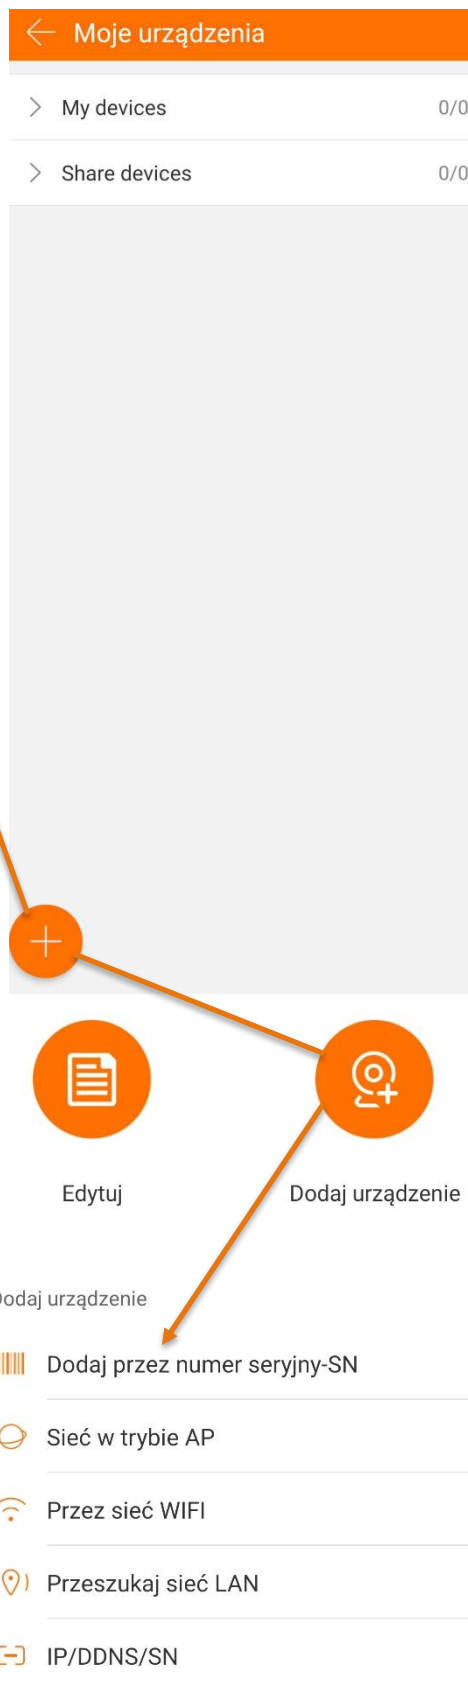 Moje urządzenia
My devices 0/0
Share devices 0/0
Edytuj Dodaj urządzenie
Dodaj urządzenie
Dodaj przez numer seryjny-SN
Sieć w trybie AP
Przez sieć WIFI
Przeszukaj sieć LAN
IP/DDNS/SN